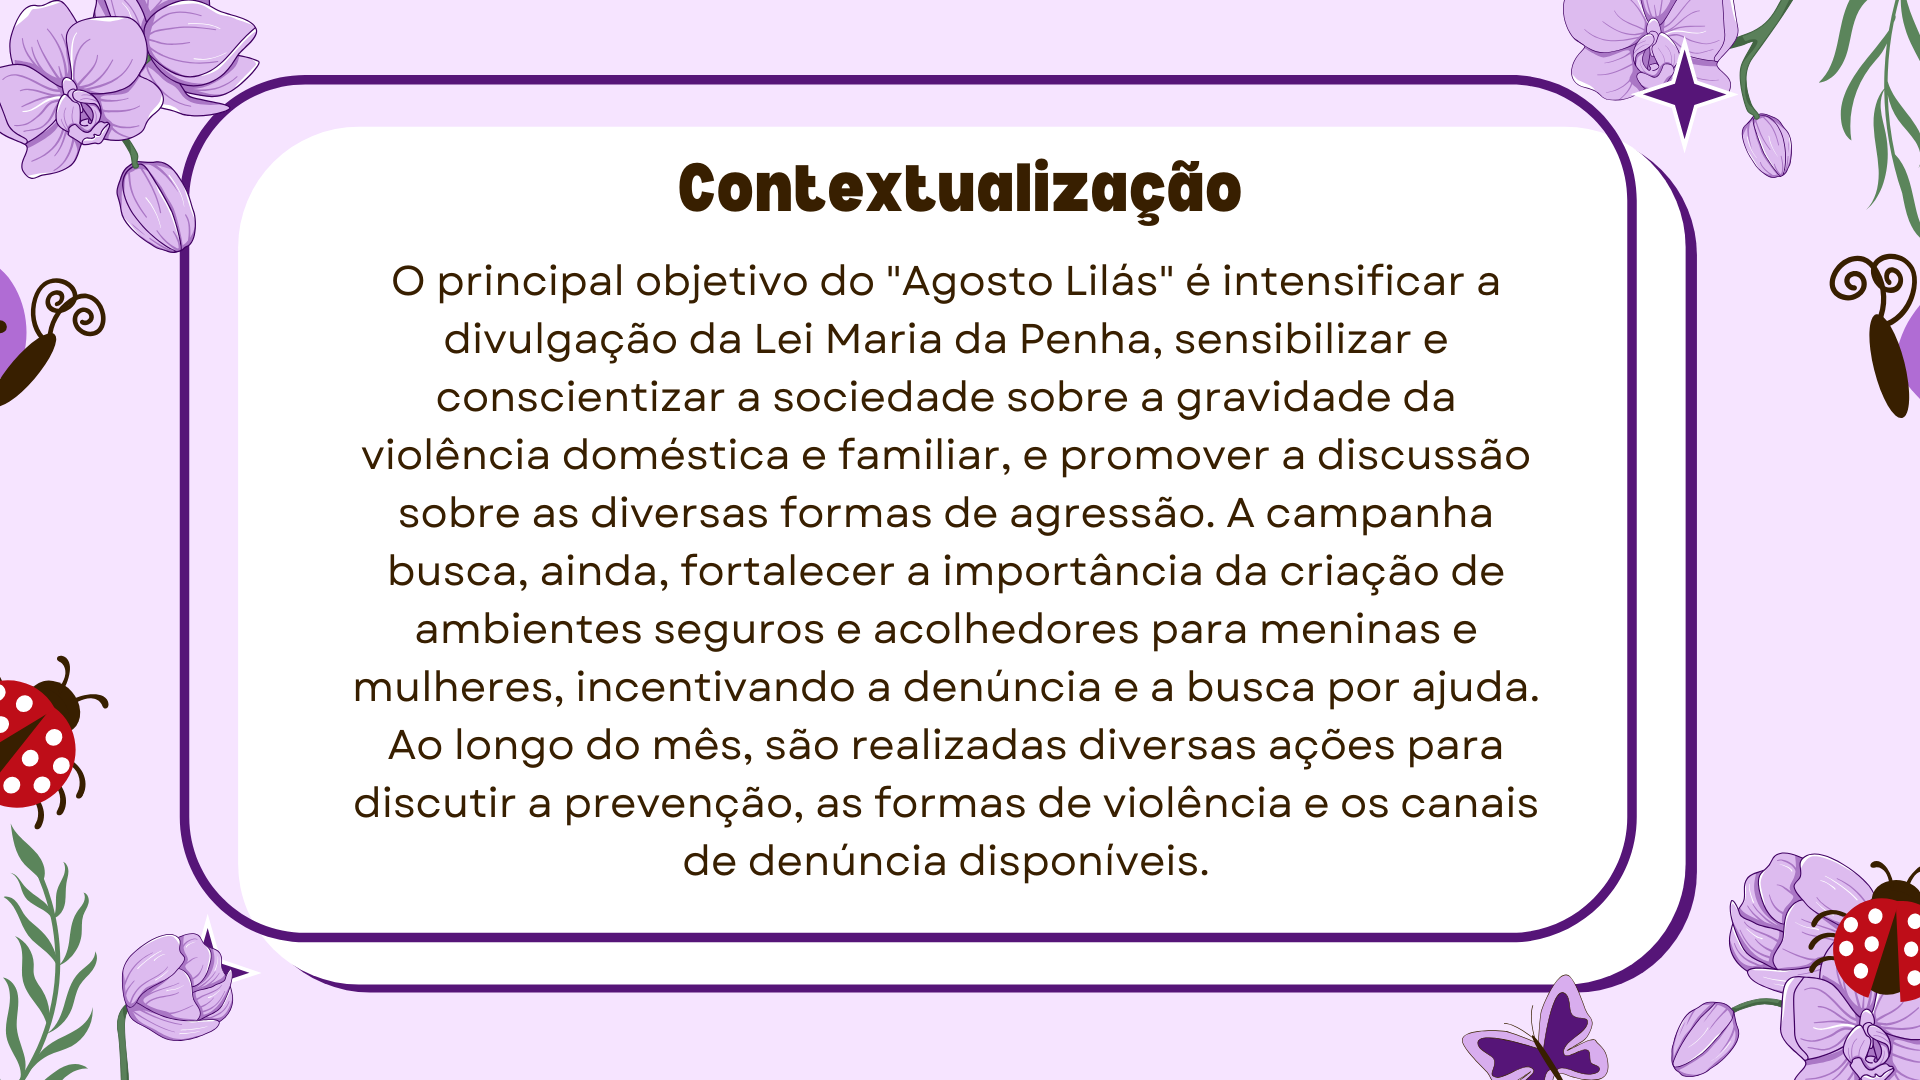 Contextualização
O principal objetivo do "Agosto Lilás" é intensificar a
divulgação da Lei Maria da Penha, sensibilizar e
conscientizar a sociedade sobre a gravidade da
violência doméstica e familiar, e promover a discussão
sobre as diversas formas de agressão. A campanha
busca, ainda, fortalecer a importância da criação de
ambientes seguros e acolhedores para meninas e
mulheres, incentivando a denúncia e a busca por ajuda.
Ao longo do mês, são realizadas diversas ações para
discutir a prevenção, as formas de violência e os canais
de denúncia disponíveis.